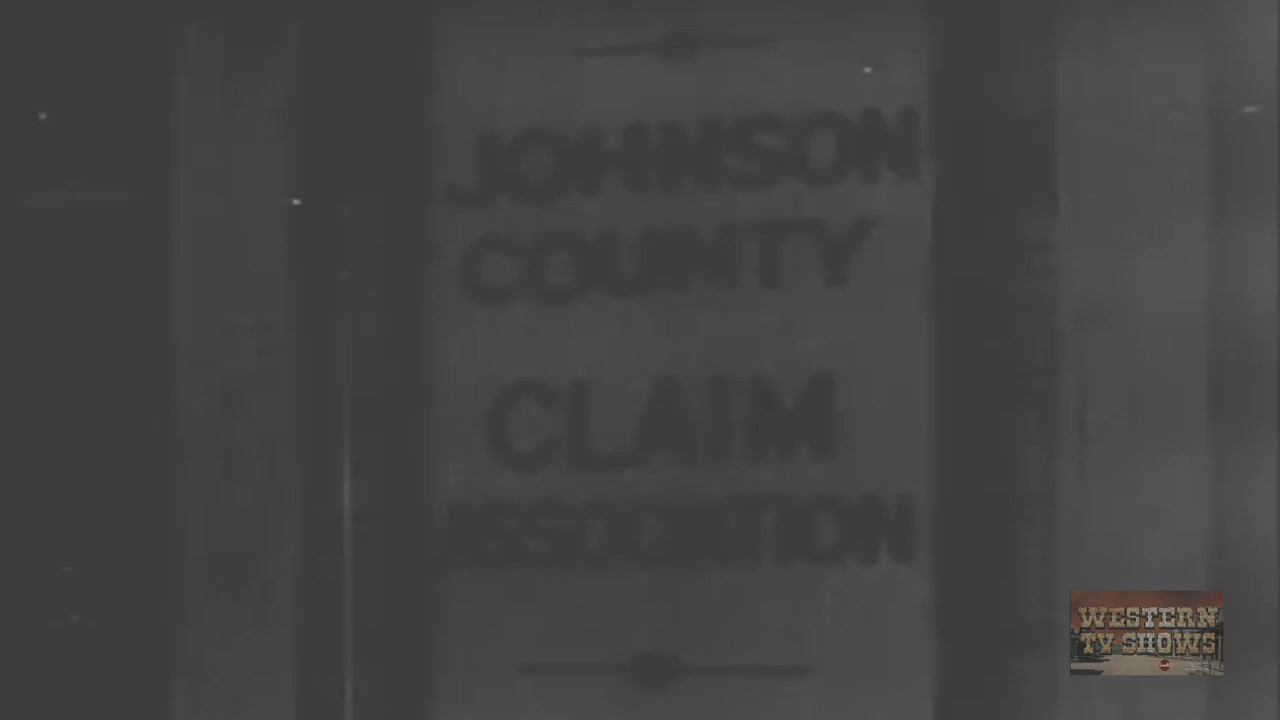 JOHNSON
COUNTY
CLAIM
ASSOCIATION
WESTERN
TV SHOWS